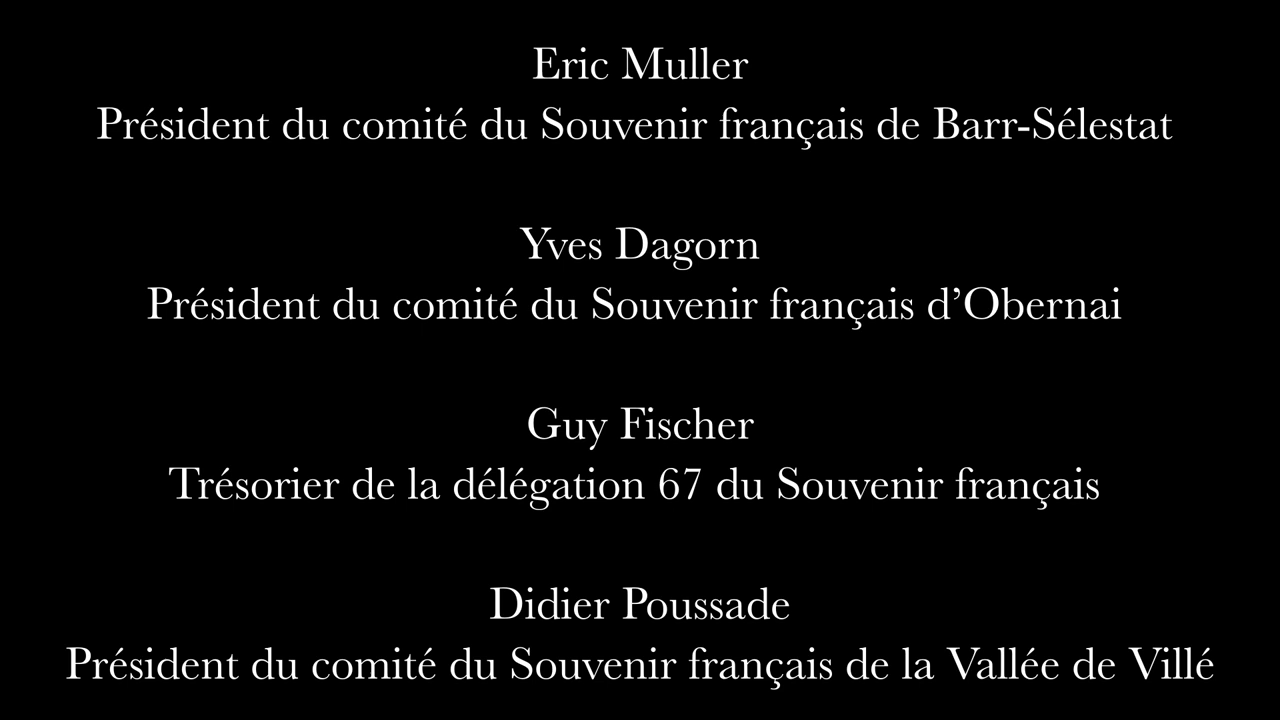 Eric Muller
Président du comité du Souvenir français de Barr-Sélestat
Yves Dagorn
Président du comité du Souvenir français d’Obernai
Guy Fischer
Trésorier de la délégation 67 du Souvenir français
Didier Poussade
Président du comité du Souvenir français de la Vallée de Villé